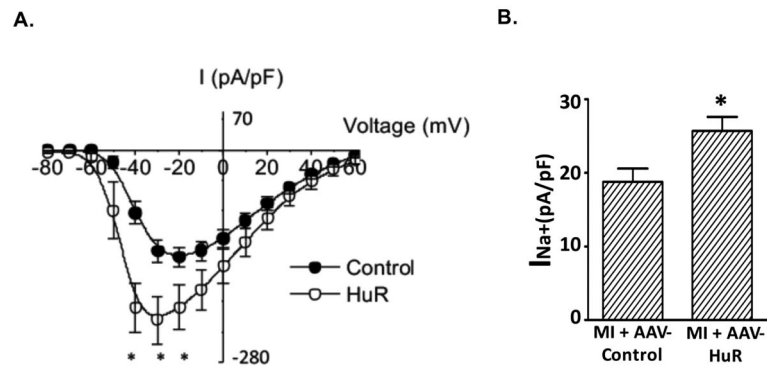 A.
B.
I (pA/pF)
70
Voltage (mV)
-80 -60 -40 -20 0 20 40 60
Control
HuR
* * *
-280
INa+(pA/pF)
30
20
10
0
*
MI + AAV-
Control
MI + AAV-
HuR